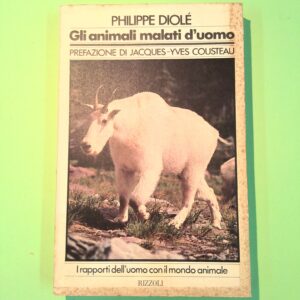 PHILIPPE DIOLÉ
Gli animali malati d'uomo
PREFAZIONE DI JACQUES-YVES COUSTEAU
I rapporti dell'uomo con il mondo animale
RIZZOLI